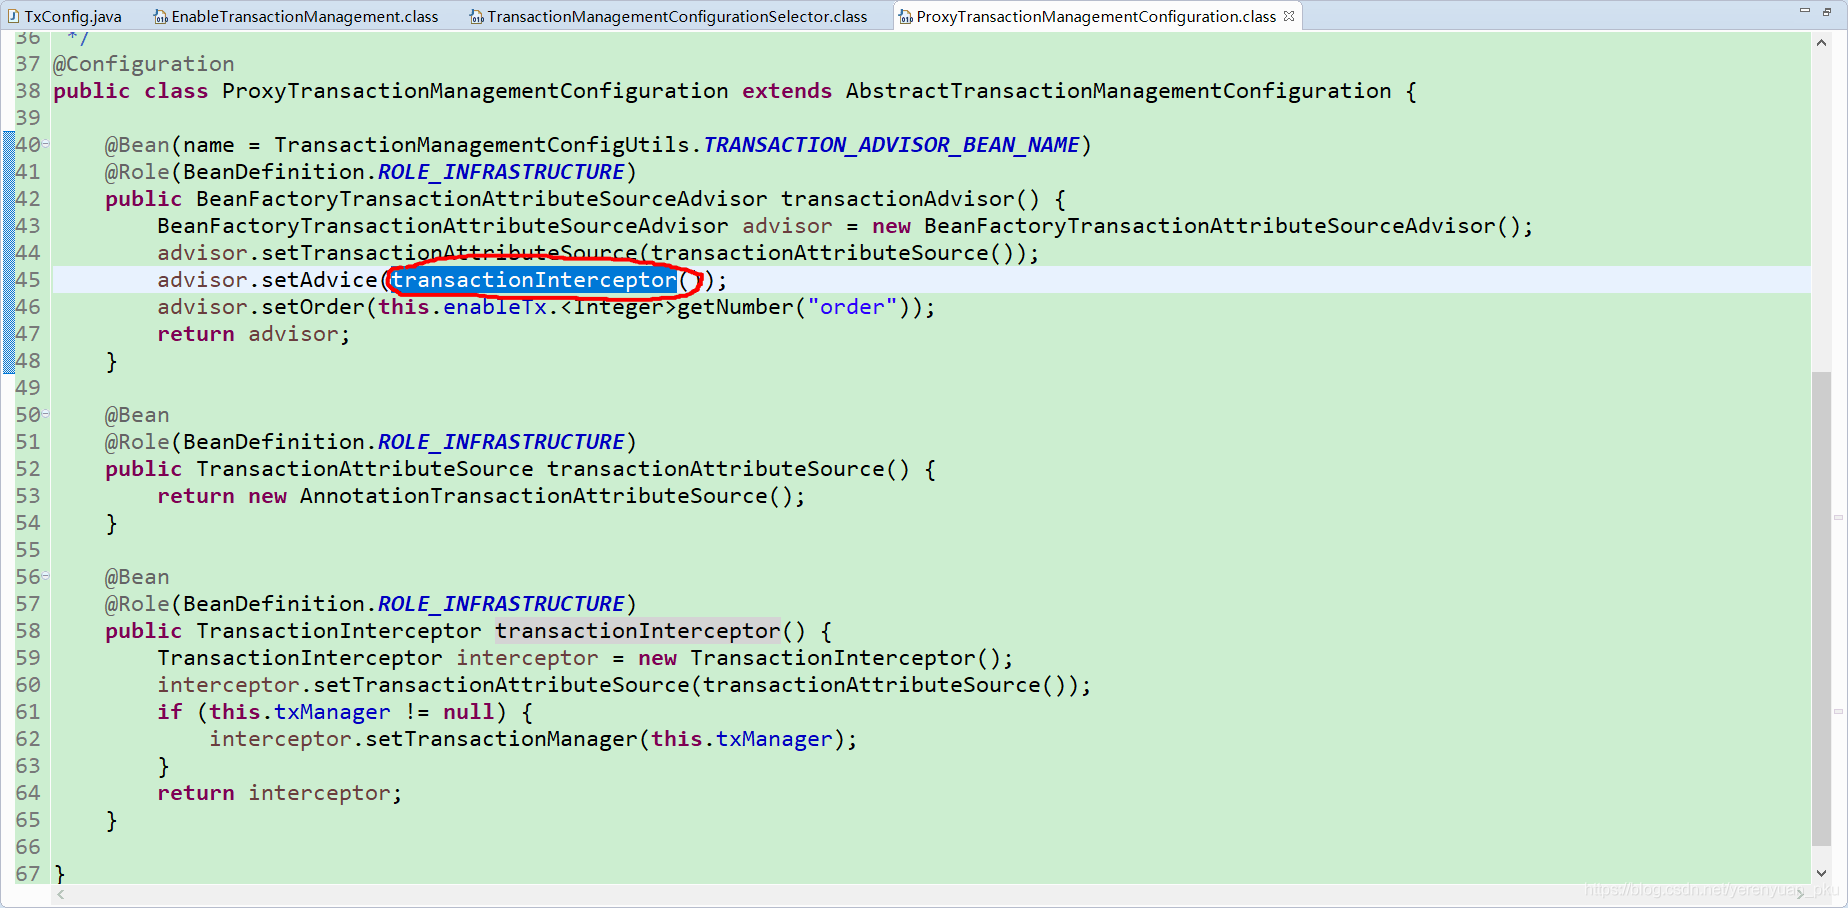 TxConfig.java EnableTransactionManagement.class TransactionManagementConfigurationSelector.class ProxyTransactionManagementConfiguration.class
36 */
37 @Configuration
38 public class ProxyTransactionManagementConfiguration extends AbstractTransactionManagementConfiguration {
39
40 @Bean(name = TransactionManagementConfigUtils.TRANSACTION_ADVISOR_BEAN_NAME)
41 @Role(BeanDefinition.ROLE_INFRASTRUCTURE)
42 public BeanFactoryTransactionAttributeSourceAdvisor transactionAdvisor() {
43 BeanFactoryTransactionAttributeSourceAdvisor advisor = new BeanFactoryTransactionAttributeSourceAdvisor();
44 advisor.setTransactionAttributeSource(transactionAttributeSource());
45 advisor.setAdvice(transactionInterceptor());
46 advisor.setOrder(this.enableTx.<Integer>getNumber("order"));
47 return advisor;
48 }
49
50 @Bean
51 @Role(BeanDefinition.ROLE_INFRASTRUCTURE)
52 public TransactionAttributeSource transactionAttributeSource() {
53 return new AnnotationTransactionAttributeSource();
54 }
55
56 @Bean
57 @Role(BeanDefinition.ROLE_INFRASTRUCTURE)
58 public TransactionInterceptor transactionInterceptor() {
59 TransactionInterceptor interceptor = new TransactionInterceptor();
60 interceptor.setTransactionAttributeSource(transactionAttributeSource());
61 if (this.txManager != null) {
62 interceptor.setTransactionManager(this.txManager);
63 }
64 return interceptor;
65 }
66
67 }
https://blog.csdn.net/yerenyuan_pku